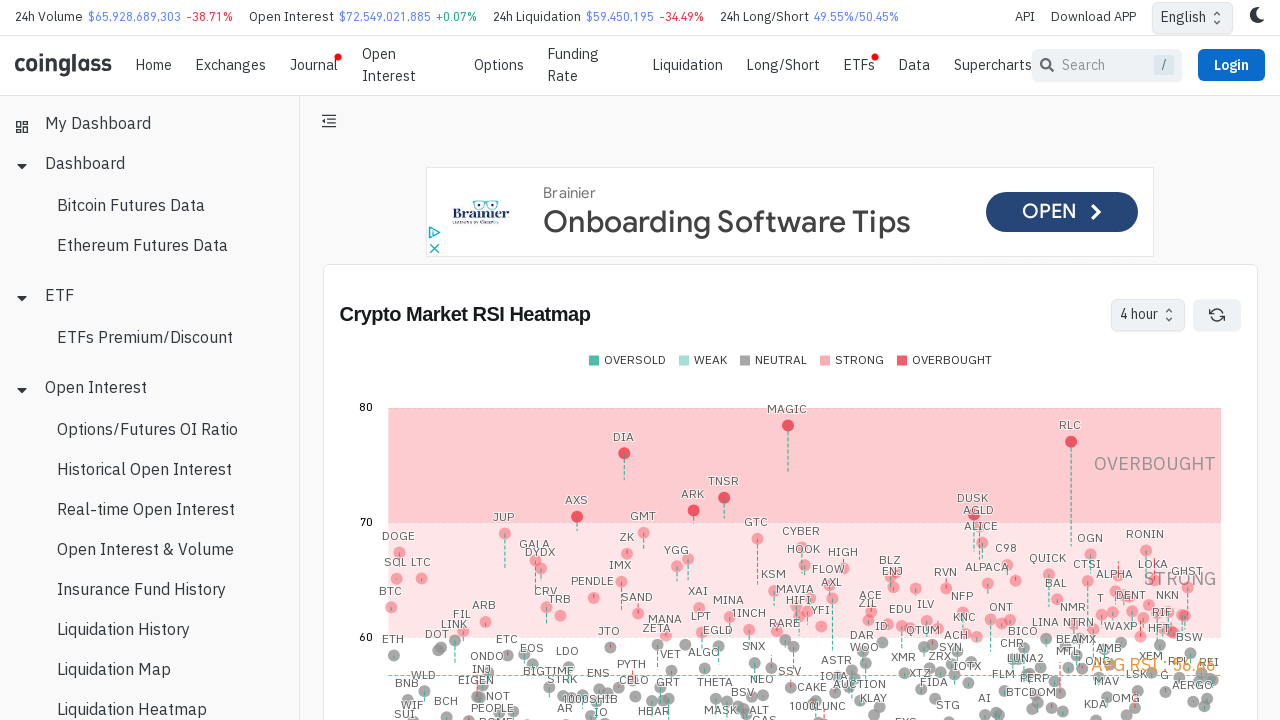 24h Volume $65,928,689,303 -38.71% Open Interest $72,549,021,885 +0.07% 24h Liquidation $59,450,195 -34.49% 24h Long/Short 49.55%/50.45% API Download APP English
coinglass Home Exchanges Journal Open Interest Options Funding Rate Liquidation Long/Short ETFs Data Supercharts Search / Login
My Dashboard
Dashboard
Bitcoin Futures Data
Ethereum Futures Data
ETF
ETFs Premium/Discount
Open Interest
Options/Futures OI Ratio
Historical Open Interest
Real-time Open Interest
Open Interest & Volume
Insurance Fund History
Liquidation History
Liquidation Map
Liquidation Heatmap
Brainier
Brainier
Onboarding Software Tips
OPEN
Crypto Market RSI Heatmap
4 hour
OVERSOLD WEAK NEUTRAL STRONG OVERBOUGHT
80
MAGIC
RLC
DIA
OVERBOUGHT
TNSR
ARK
AXS
DUSK
AGLD
70
JUP
GMT
GTC
ALICE
CYBER
DOGE
ZK
OGN
RONIN
GALA
DYDX
YGG
HOOK
HIGH
C98
SOL LTC
IMX
KSM
FLOW
BLZ
ENJ
RVN
ALPACA
QUICK
CTSI
LOKA
ALPHA
STRONG
GHST
PENDLE
AXL
BAL
BTC
CRV
TRB
SAND
XAI
MINA
MAVIA
HIFI
ACE
ZIL
NFP
T
DENT
NKN
ARB
EDU
ILV
ONT
NMR
FIL
LINK
MANA
LPT
1INCH
YFI
RARE
ID
QTUM
KNC
LINA
NTRN
WAXP
RIF
HFT
DOT
ZETA
EGLD
DAR
ACH
BICO
60
ETH
ETC
JTO
BEAMX
BSW
EOS
LDO
VET
ALGO
SNX
WOO
SYN
CHR
MTL
AMB
ONDO
PYTH
ASTR
XMR
ZRX
LUNA2
XEM
REI
AVG RSI : 56.66
INJ
BIGTIME
ENS
SSV
IOTA
XTZ
IOTX
FLM
PERP
LSK
G
WLD
BNB
EIGEN
STRK
CELO
GRT
THETA
NEO
CAKE
AUCTION
FIDA
MAV
AERGO
NOT
1000SHIB
BSV
BTCDOM
WIF
BCH
PEOPLE
AR
IO
HBAR
MASK
ALT
1000LUNC
KLAY
STG
AI
KDA
OMG
SUI